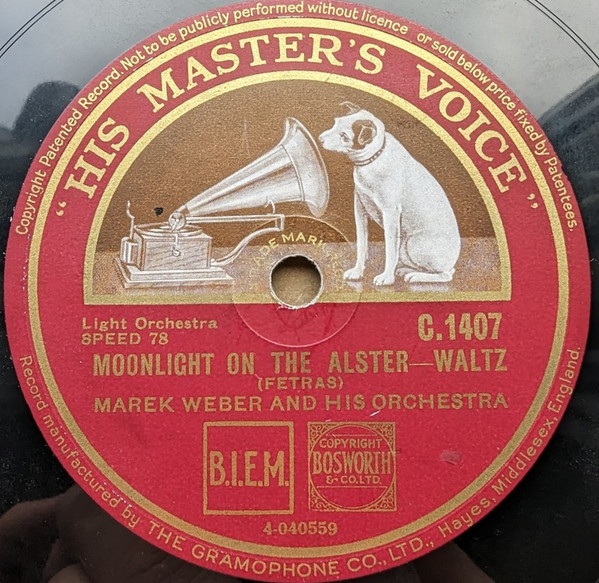 Copyright Patented Record. Not to be publicly performed without licence or sold below price fixed by Patentees.
"HIS MASTER'S VOICE"
TRADE MARK
Light Orchestra
SPEED 78
C.1407
MOONLIGHT ON THE ALSTER—WALTZ
(FETRAS)
MAREK WEBER AND HIS ORCHESTRA
B.I.E.M.
COPYRIGHT
BOSWORTH
& CO. LTD.
4-040559
Record manufactured by THE GRAMOPHONE CO., LTD., Hayes, Middlesex, England.